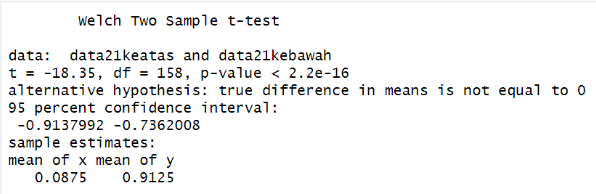 Welch Two Sample t-test
data:  data21keatas and data21kebawah
t = -18.35, df = 158, p-value < 2.2e-16
alternative hypothesis: true difference in means is not equal to 0
95 percent confidence interval:
 -0.9137992 -0.7362008
sample estimates:
mean of x mean of y
   0.0875    0.9125